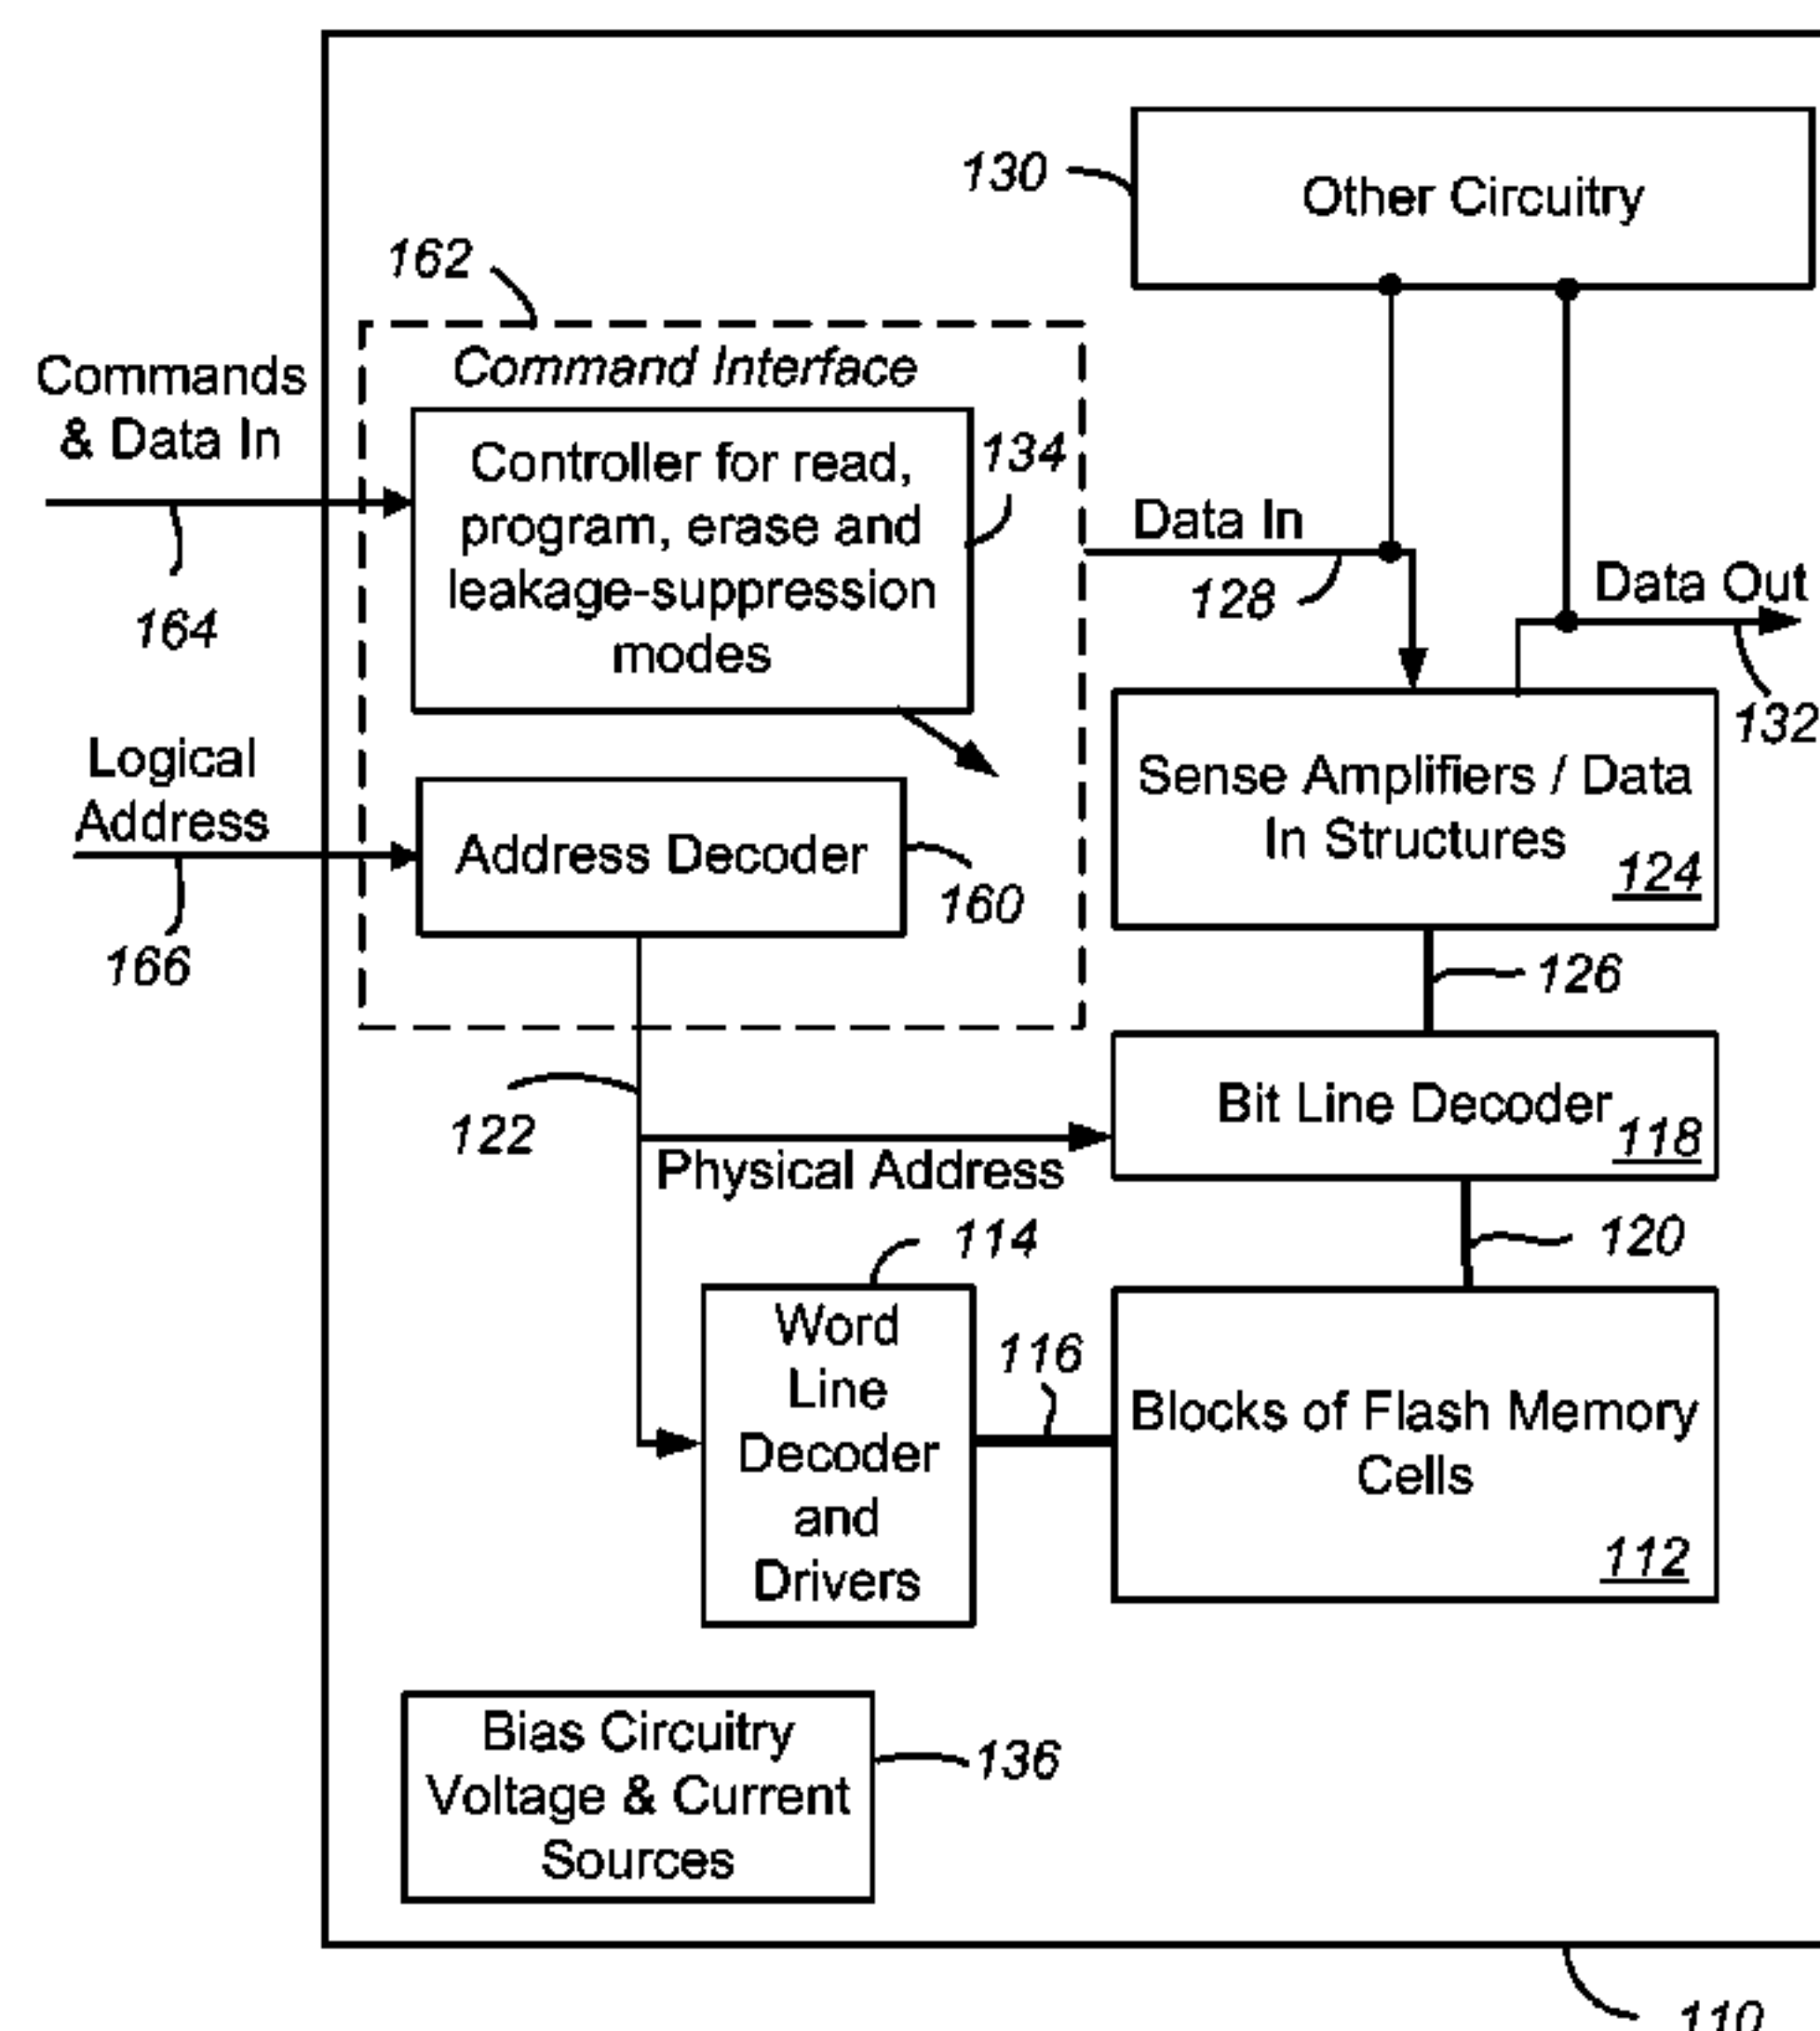 130
Other Circuitry
162
Command Interface
Commands
& Data In
164
Controller for read,
program, erase and
leakage-suppression
modes
134
Data In
128
Data Out
132
Logical
Address
166
Address Decoder
160
Sense Amplifiers / Data
In Structures
124
126
122
Physical Address
Bit Line Decoder
118
120
114
Word
Line
Decoder
and
Drivers
116
Blocks of Flash Memory
Cells
112
Bias Circuitry
Voltage & Current
Sources
136
110